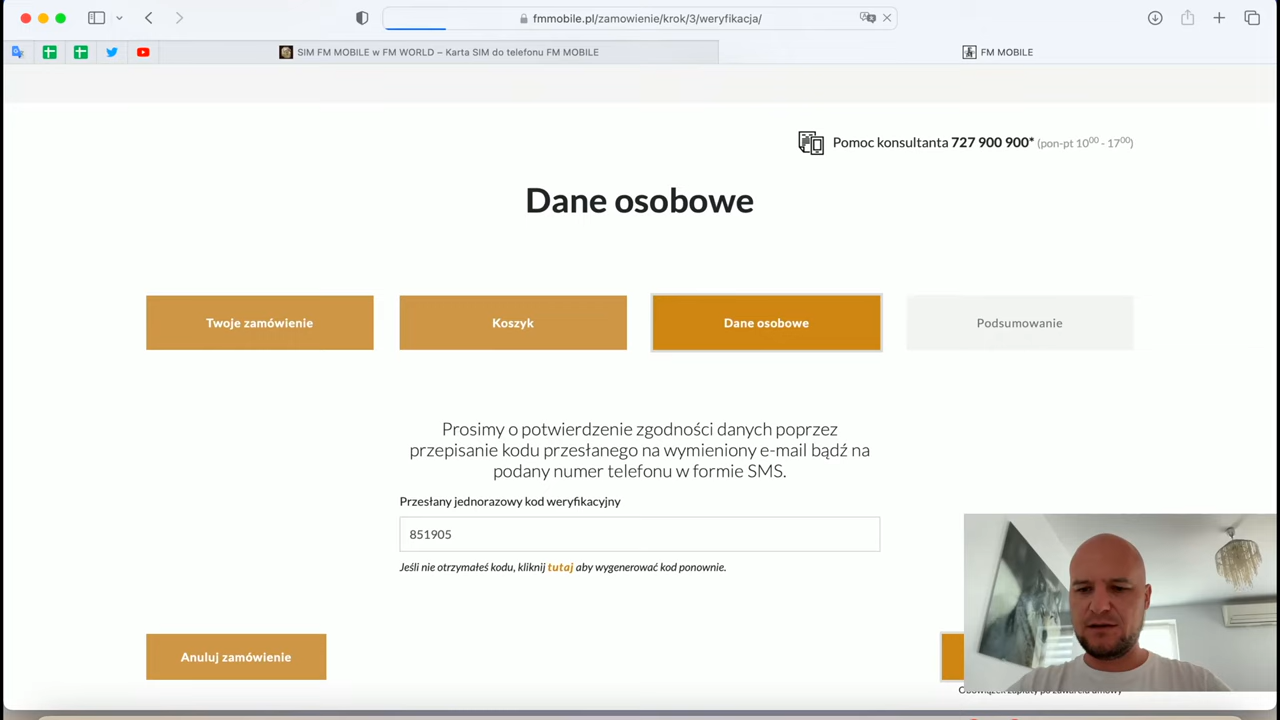 fmmobile.pl/zamowienie/krok/3/weryfikacja/
SIM FM MOBILE w FM WORLD – Karta SIM do telefonu FM MOBILE
FM MOBILE
Pomoc konsultanta 727 900 900* (pon-pt 10⁰⁰ - 17⁰⁰)
Dane osobowe
Twoje zamówienie
Koszyk
Dane osobowe
Podsumowanie
Prosimy o potwierdzenie zgodności danych poprzez
przepisanie kodu przesłanego na wymieniony e-mail bądź na
podany numer telefonu w formie SMS.
Przesłany jednorazowy kod weryfikacyjny
851905
Jeśli nie otrzymałeś kodu, kliknij tutaj aby wygenerować kod ponownie.
Anuluj zamówienie